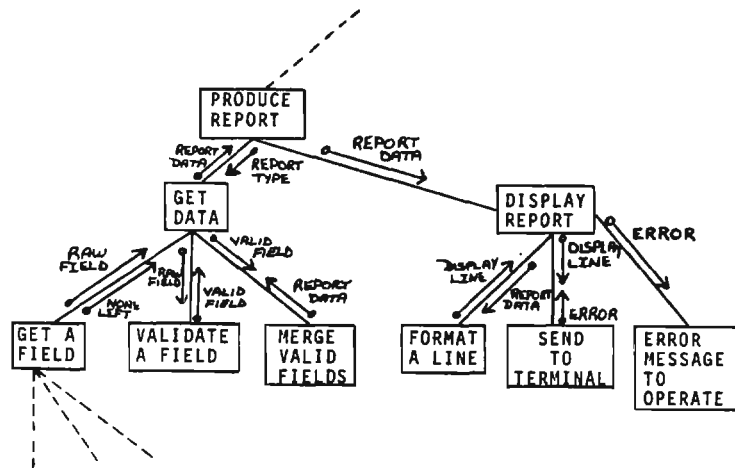 PRODUCE
REPORT
REPORT
DATA
REPORT
TYPE
REPORT
DATA
GET
DATA
DISPLAY
REPORT
RAW
FIELD
NONE
LEFT
RAW
FIELD
VALID
FIELD
VALID
FIELD
REPORT
DATA
DISPLAY
LINE
REPORT
DATA
DISPLAY
LINE
ERROR
ERROR
GET A
FIELD
VALIDATE
A FIELD
MERGE
VALID
FIELDS
FORMAT
A LINE
SEND
TO
TERMINAL
ERROR
MESSAGE
TO
OPERATE